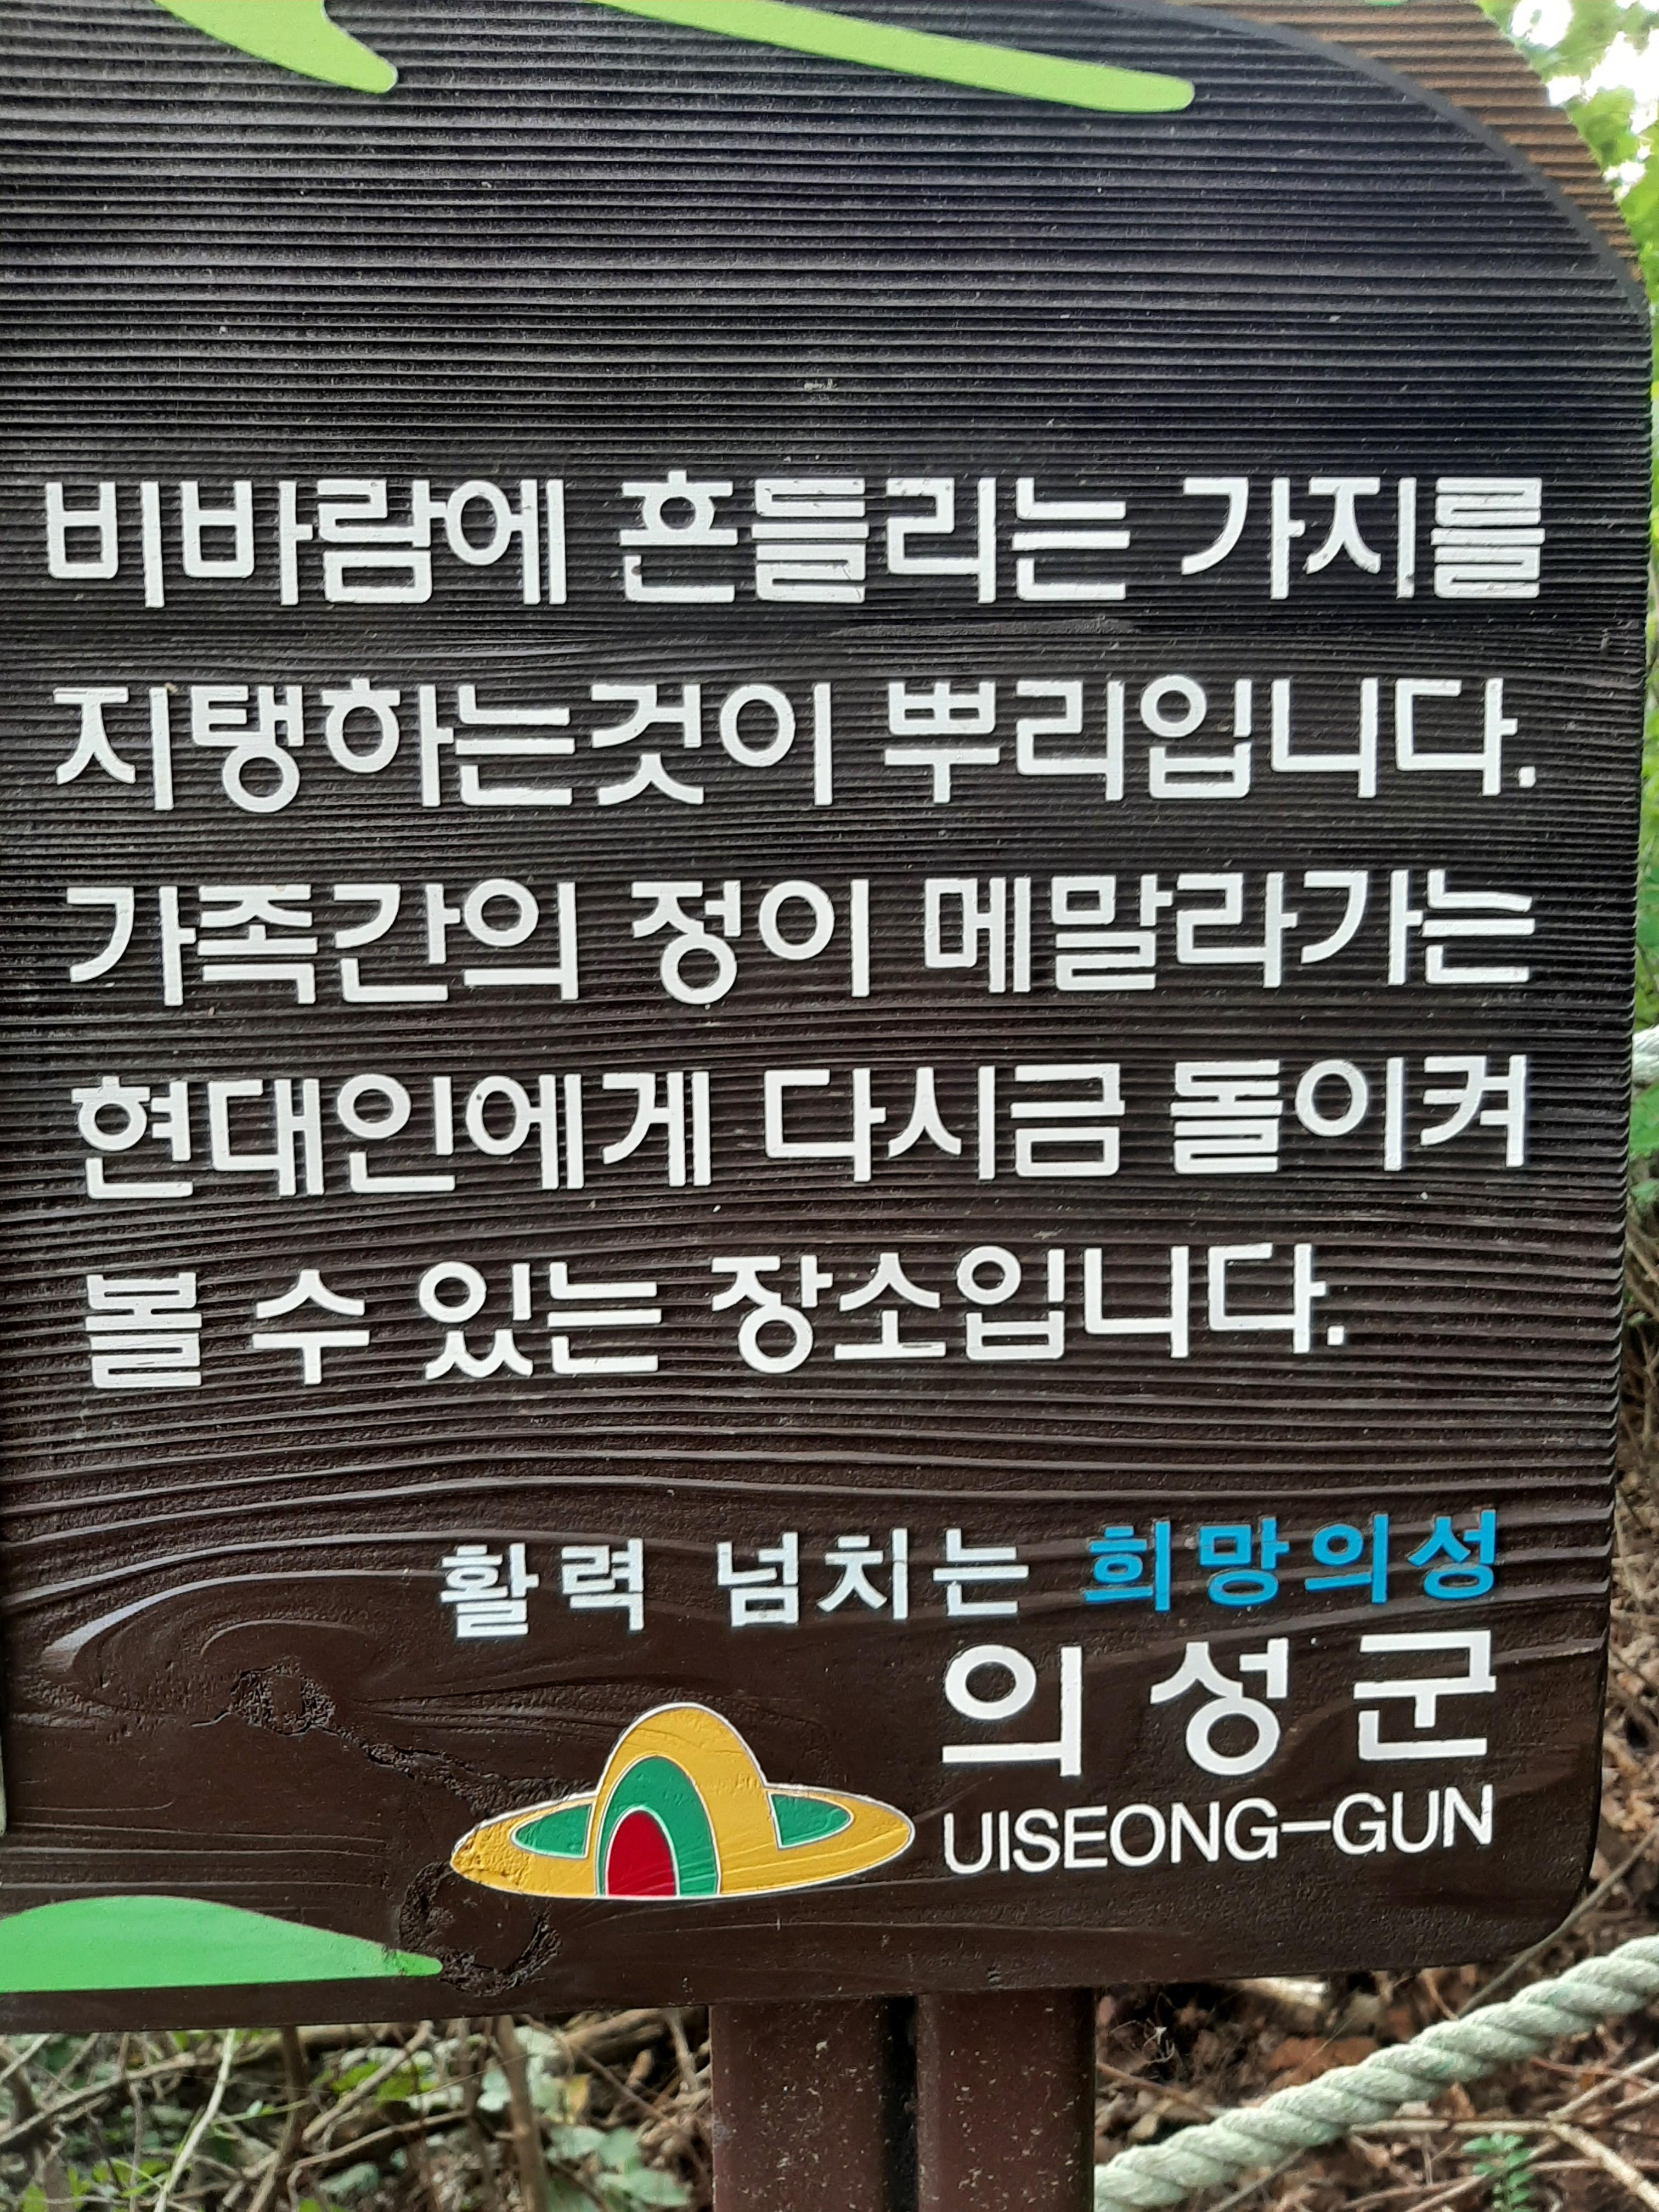 비바람에 흔들리는 가지를
지탱하는것이 뿌리입니다.
가족간의 정이 메말라가는
현대인에게 다시금 돌이켜
볼 수 있는 장소입니다.
활력 넘치는 희망의성
의성군
UISEONG-GUN